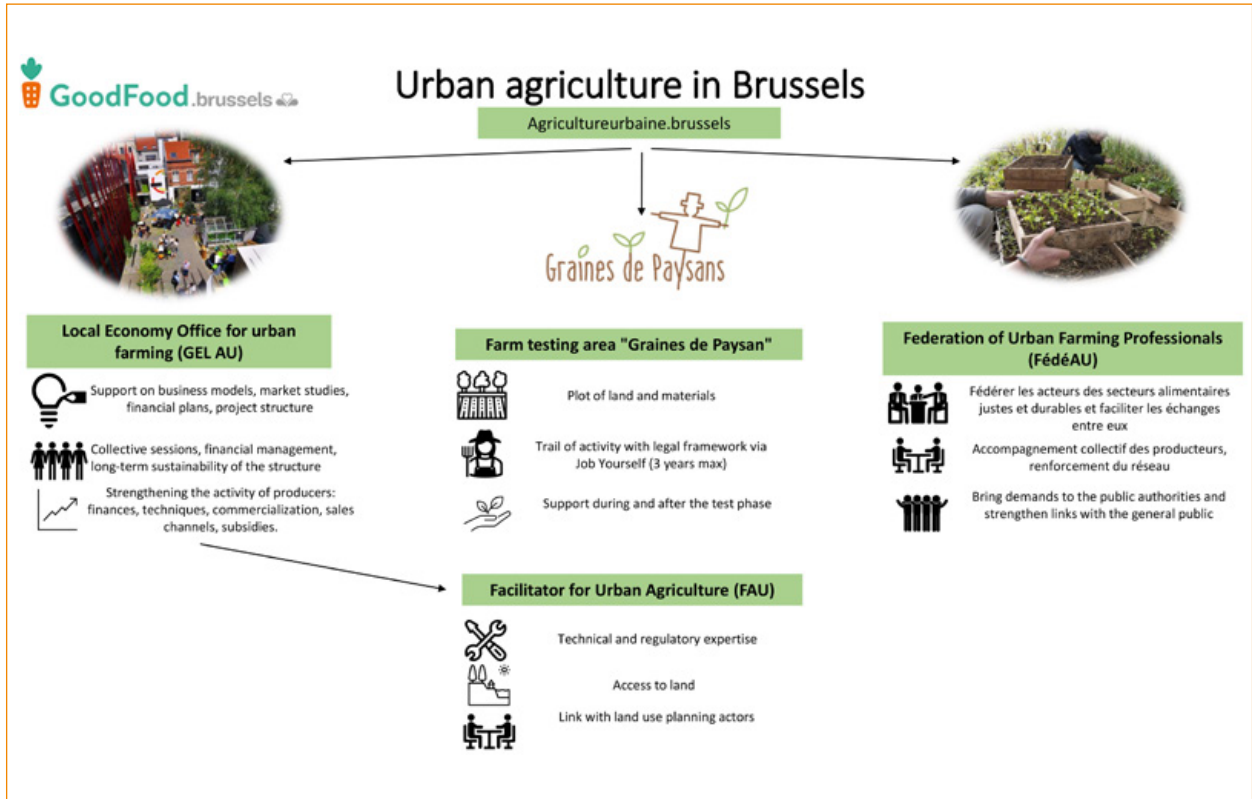 GoodFood.brussels
Urban agriculture in Brussels
Agricultureurbaine.brussels
Graines de Paysans
Local Economy Office for urban
farming (GEL AU)
Support on business models, market studies,
financial plans, project structure
Collective sessions, financial management,
long-term sustainability of the structure
Strengthening the activity of producers:
finances, techniques, commercialization, sales
channels, subsidies.
Farm testing area "Graines de Paysan"
Plot of land and materials
Trail of activity with legal framework via
Job Yourself (3 years max)
Support during and after the test phase
Facilitator for Urban Agriculture (FAU)
Technical and regulatory expertise
Access to land
Link with land use planning actors
Federation of Urban Farming Professionals
(FédéAU)
Fédérer les acteurs des secteurs alimentaires
justes et durables et faciliter les échanges
entre eux
Accompagnement collectif des producteurs,
renforcement du réseau
Bring demands to the public authorities and
strengthen links with the general public